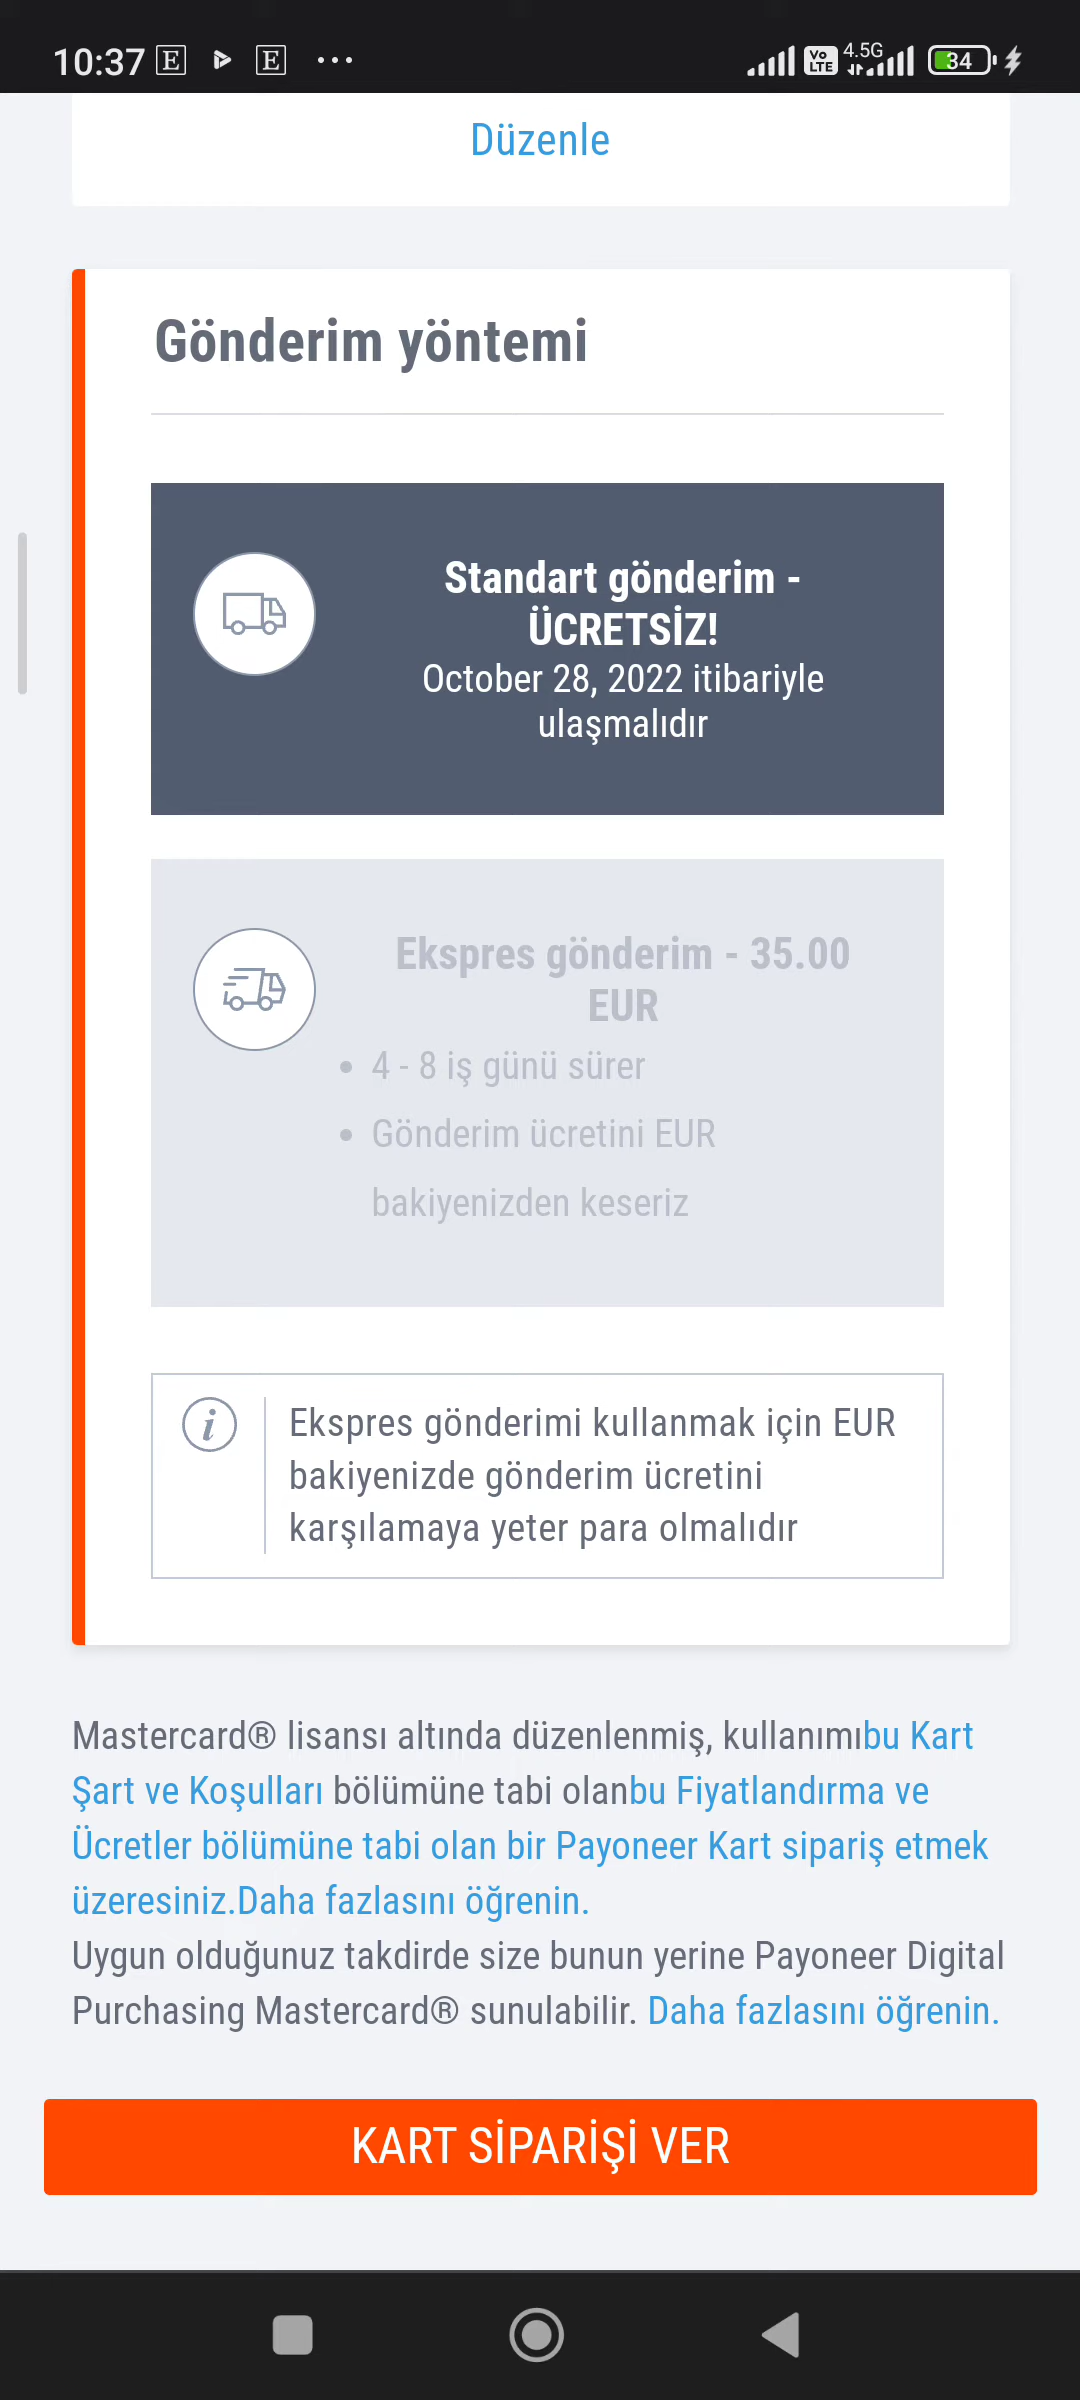 10:37 E E ...
Vo LTE 4.5G 34
Düzenle
Gönderim yöntemi
Standart gönderim -
ÜCRETSİZ!
October 28, 2022 itibariyle
ulaşmalıdır
Ekspres gönderim - 35.00
EUR
• 4 - 8 iş günü sürer
• Gönderim ücretini EUR
bakiyenizden keseriz
i
Ekspres gönderimi kullanmak için EUR
bakiyenizde gönderim ücretini
karşılamaya yeter para olmalıdır
Mastercard® lisansı altında düzenlenmiş, kullanımıbu Kart
Şart ve Koşulları bölümüne tabi olanbu Fiyatlandırma ve
Ücretler bölümüne tabi olan bir Payoneer Kart sipariş etmek
üzeresiniz.Daha fazlasını öğrenin.
Uygun olduğunuz takdirde size bunun yerine Payoneer Digital
Purchasing Mastercard® sunulabilir. Daha fazlasını öğrenin.
KART SİPARİŞİ VER